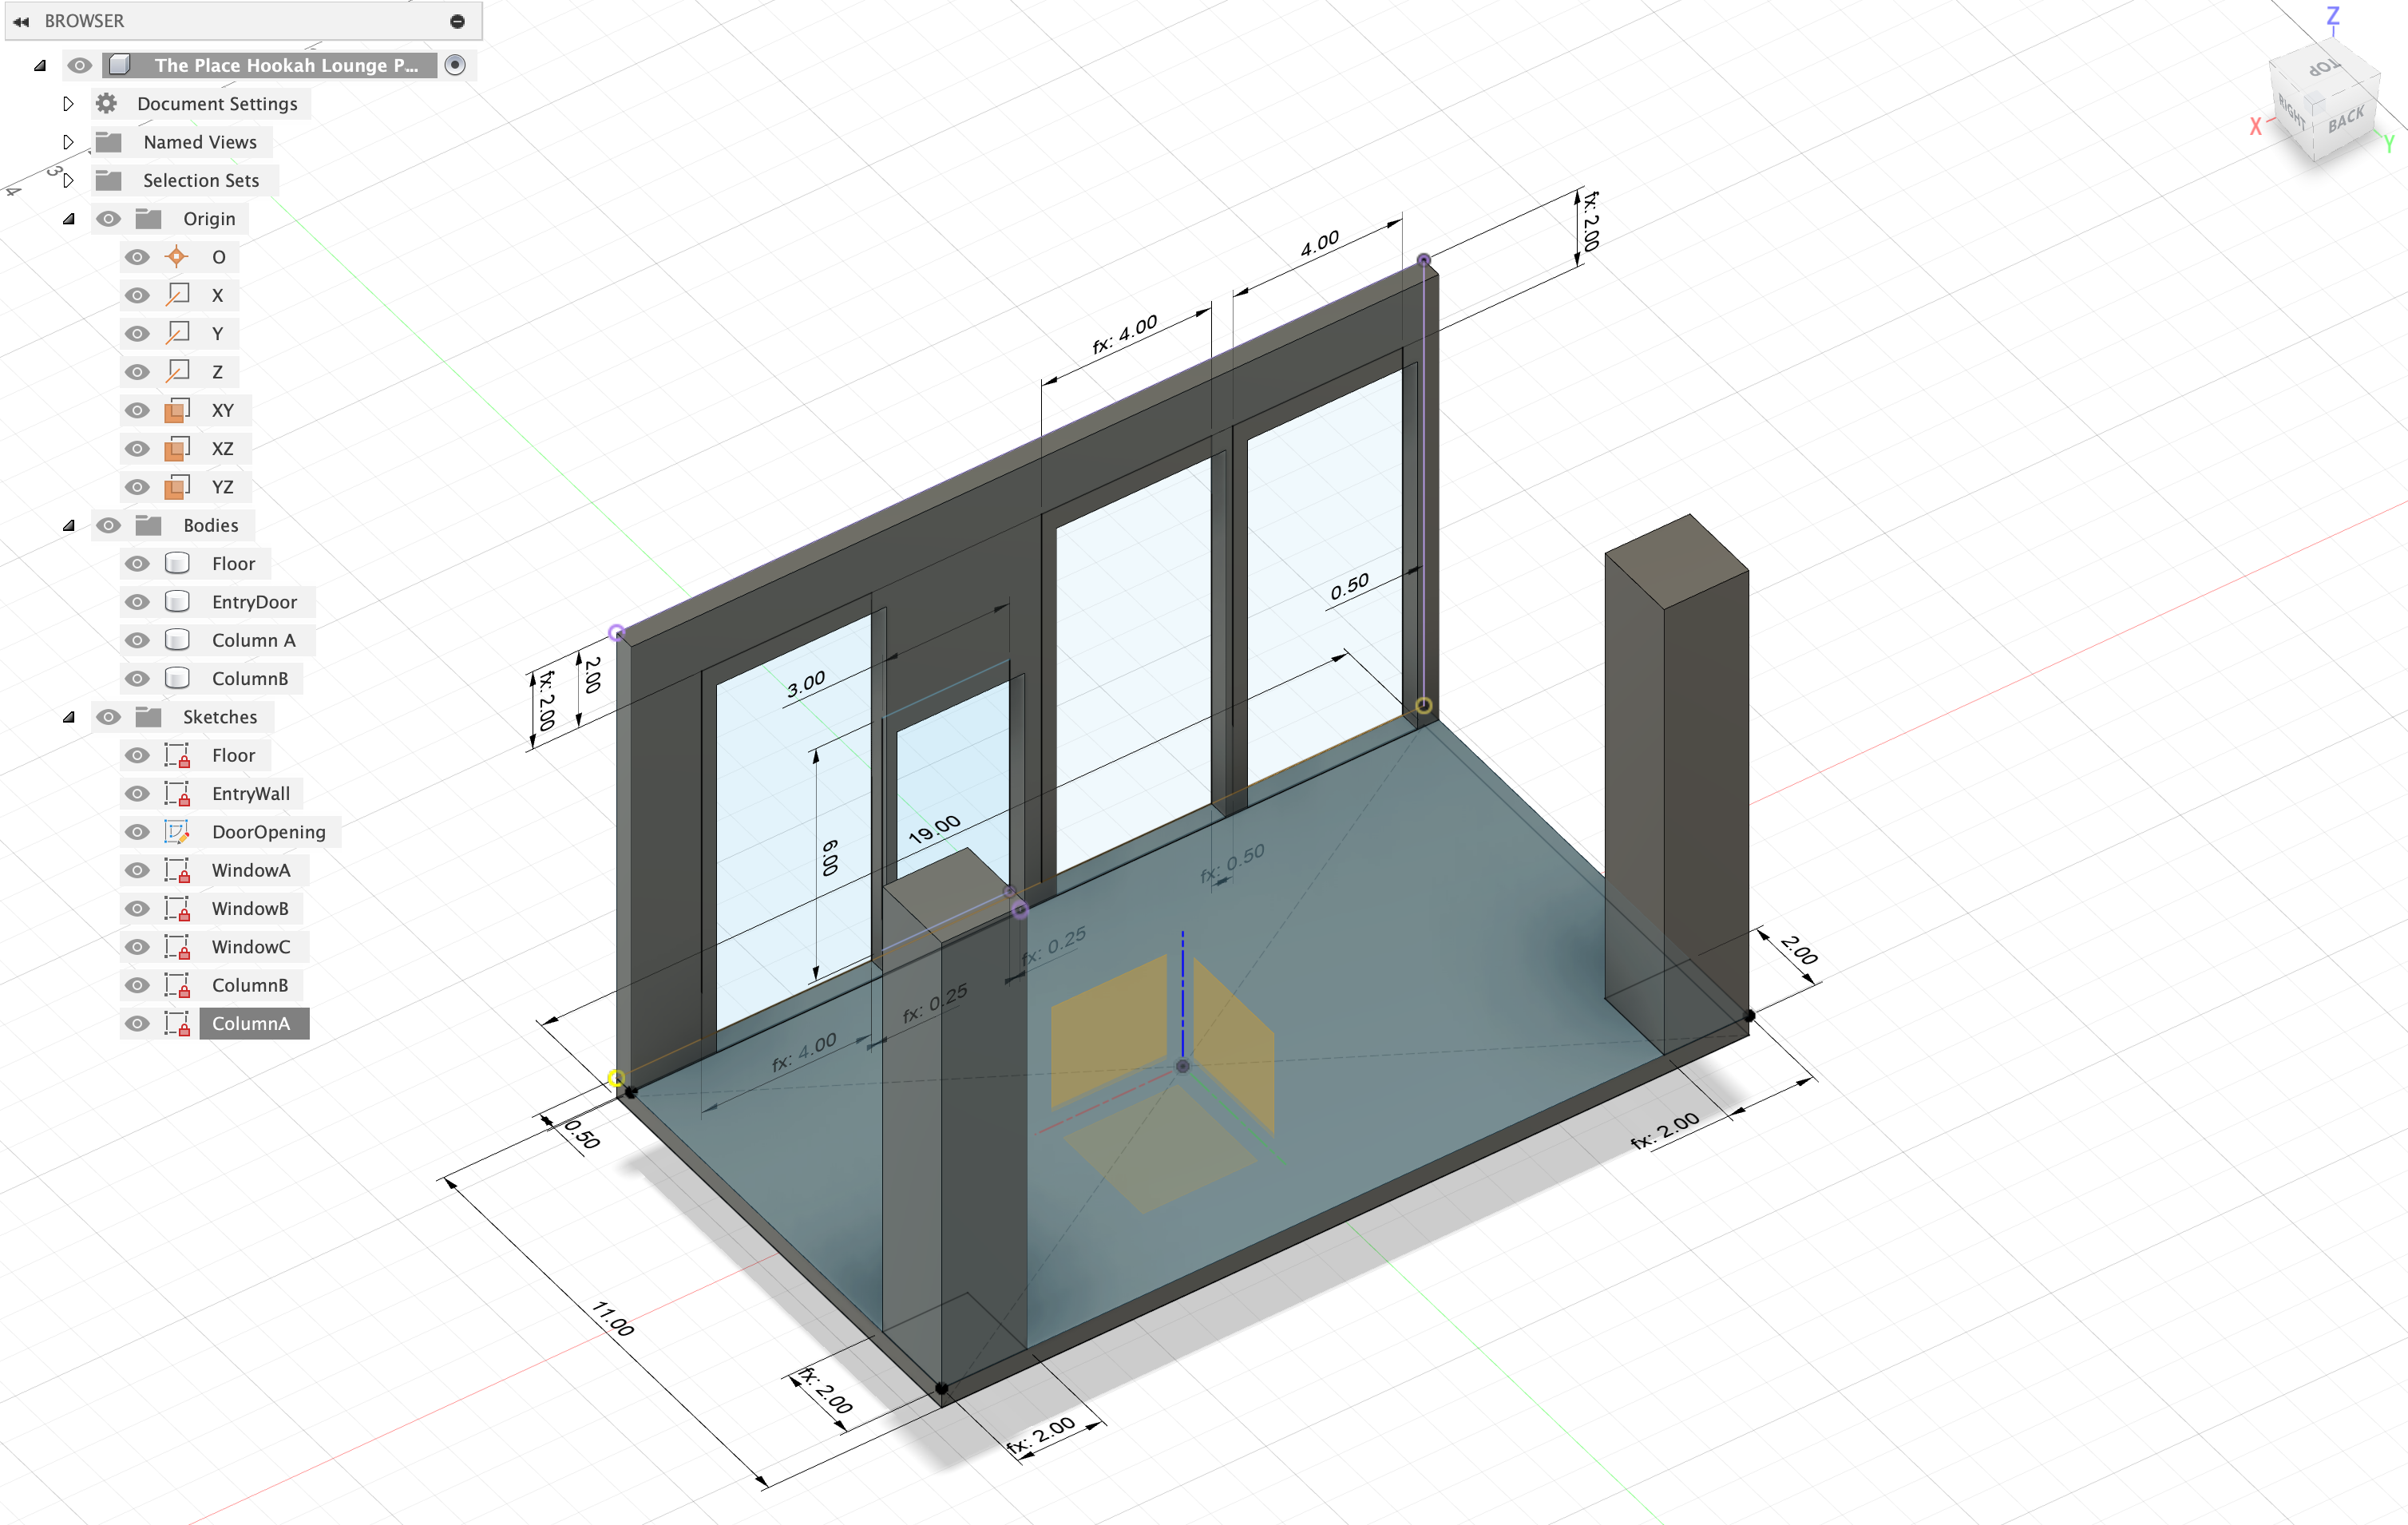 BROWSER
The Place Hookah Lounge P...
Document Settings
Named Views
Selection Sets
Origin
O
X
Y
Z
XY
XZ
YZ
Bodies
Floor
EntryDoor
Column A
ColumnB
Sketches
Floor
EntryWall
DoorOpening
WindowA
WindowB
WindowC
ColumnB
ColumnA
3
4
Z
TOP
RIGHT
BACK
X
Y
fx: 2.00
4.00
fx: 4.00
0.50
2.00
fx: 2.00
3.00
19.00
6.00
fx: 0.50
fx: 0.25
fx: 0.25
fx: 4.00
2.00
0.50
fx: 2.00
11.00
fx: 2.00
fx: 2.00